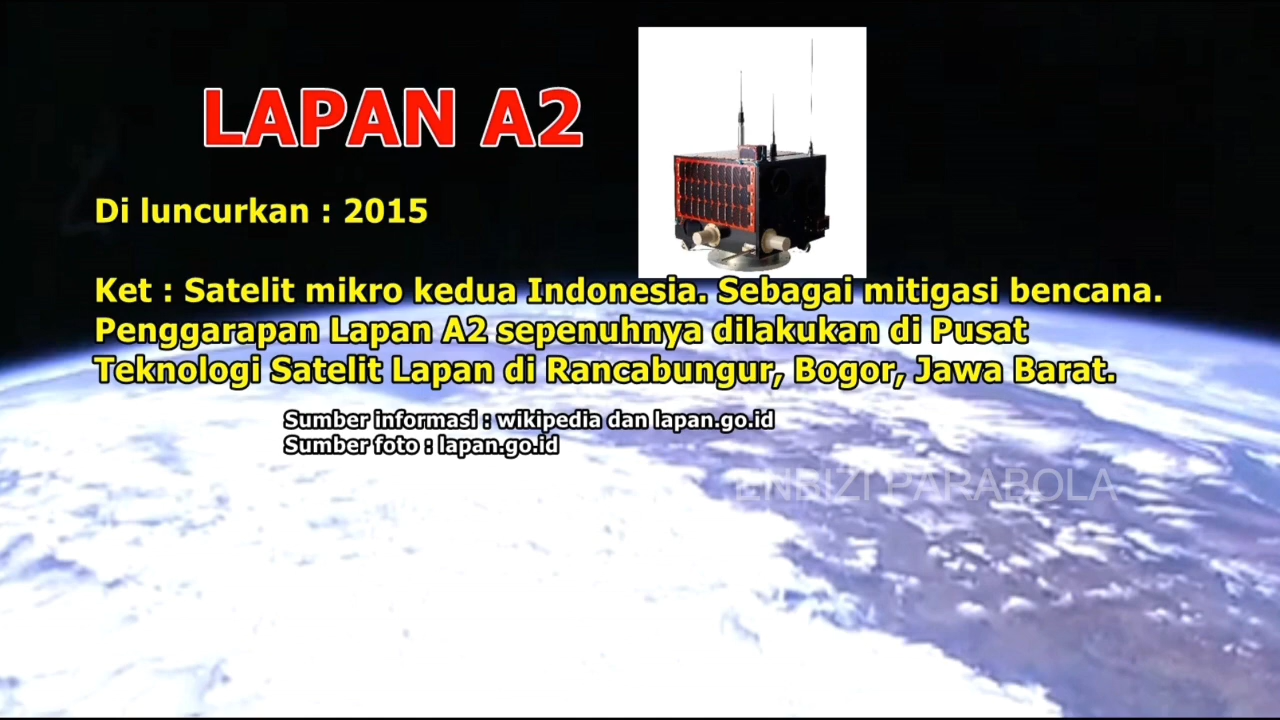 LAPAN A2
Di luncurkan : 2015
Ket : Satelit mikro kedua Indonesia. Sebagai mitigasi bencana.
Penggarapan Lapan A2 sepenuhnya dilakukan di Pusat
Teknologi Satelit Lapan di Rancabungur, Bogor, Jawa Barat.
Sumber informasi : wikipedia dan lapan.go.id
Sumber foto : lapan.go.id
ENEIZI PARABOLA